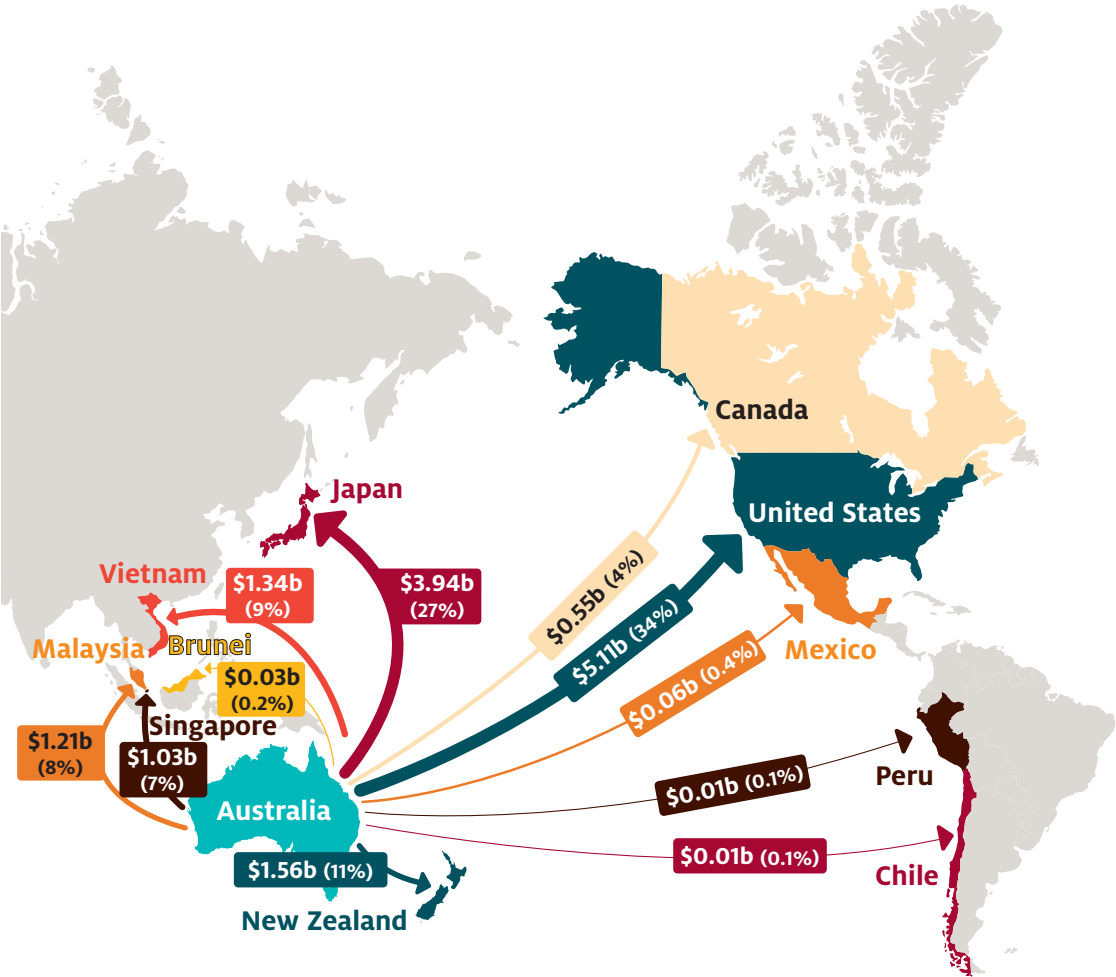 Canada
Japan
United States
Vietnam
$1.34b
(9%)
$3.94b
(27%)
$0.55b (4%)
$5.11b (34%)
Malaysia
Brunei
Mexico
$0.06b (0.4%)
$0.03b
(0.2%)
Singapore
$1.21b
(8%)
$1.03b
(7%)
Peru
$0.01b (0.1%)
Australia
$0.01b (0.1%)
Chile
$1.56b (11%)
New Zealand